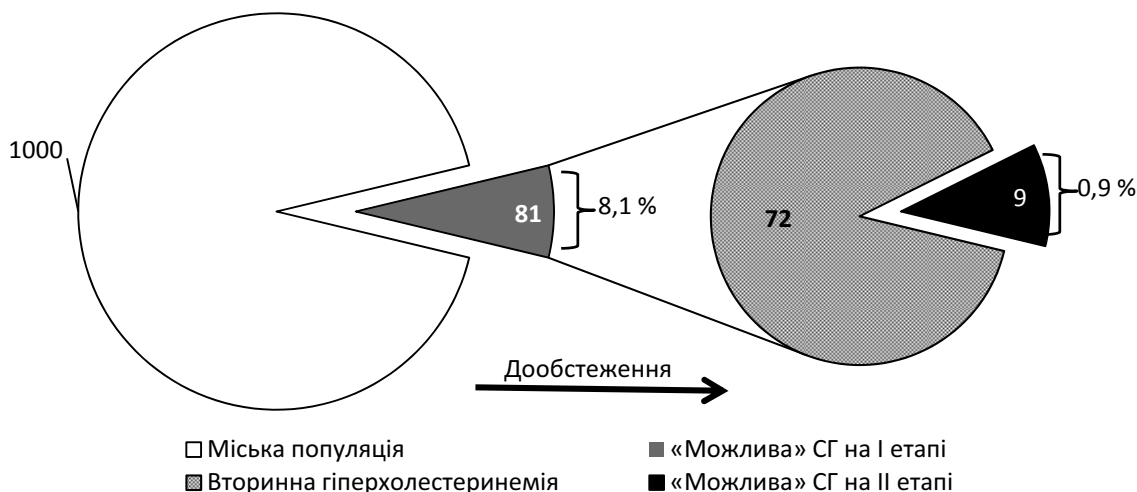 1000
81
8,1 %
72
9
0,9 %
Дообстеження
Міська популяція
«Можлива» СГ на І етапі
Вторинна гіперхолестеринемія
«Можлива» СГ на ІІ етапі